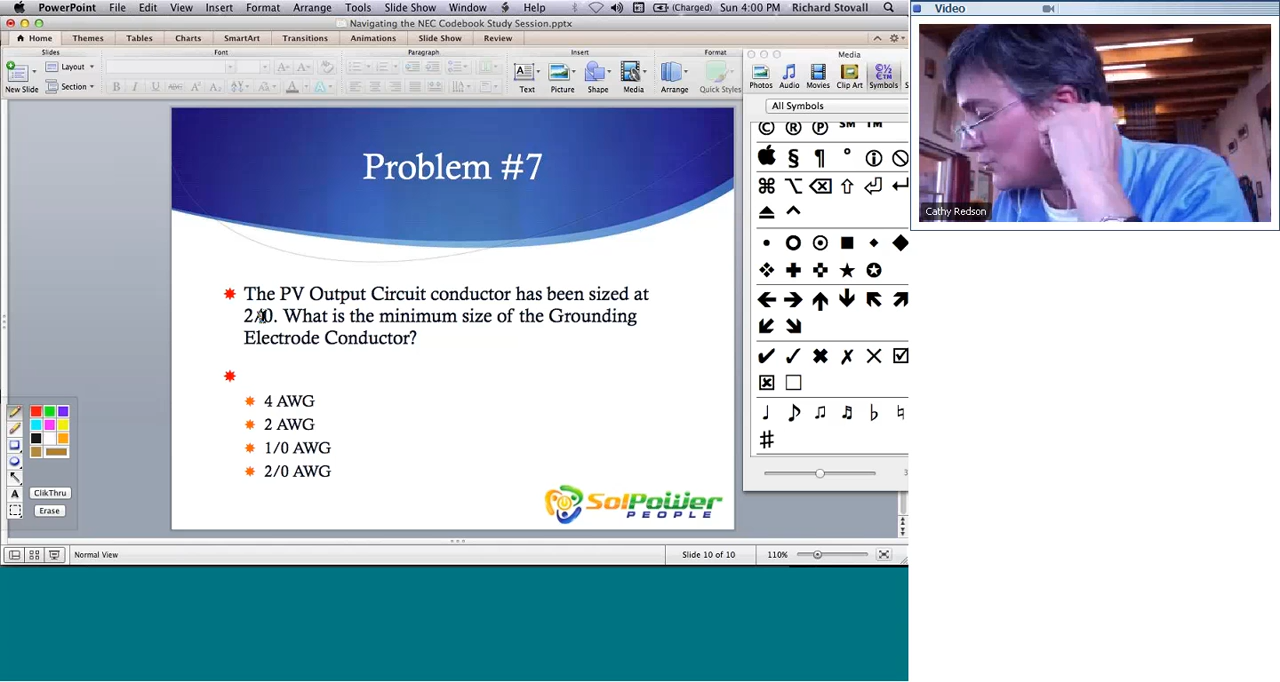 PowerPoint File Edit View Insert Format Arrange Tools Slide Show Window Help (Charged) Sun 4:00 PM Richard Stovall
Video
Navigating the NEC Codebook Study Session.pptx
Home Themes Tables Charts SmartArt Transitions Animations Slide Show Review
Slides Font Paragraph Insert Format
Media
Layout
Section
New Slide
Text Picture Shape Media Arrange Quick Styles
Photos Audio Movies Clip Art Symbols
All Symbols
Problem #7
The PV Output Circuit conductor has been sized at
2/0. What is the minimum size of the Grounding
Electrode Conductor?
4 AWG
2 AWG
1/0 AWG
2/0 AWG
SolPower
PEOPLE
Cathy Redson
ClikThru
Erase
Normal View Slide 10 of 10 110%